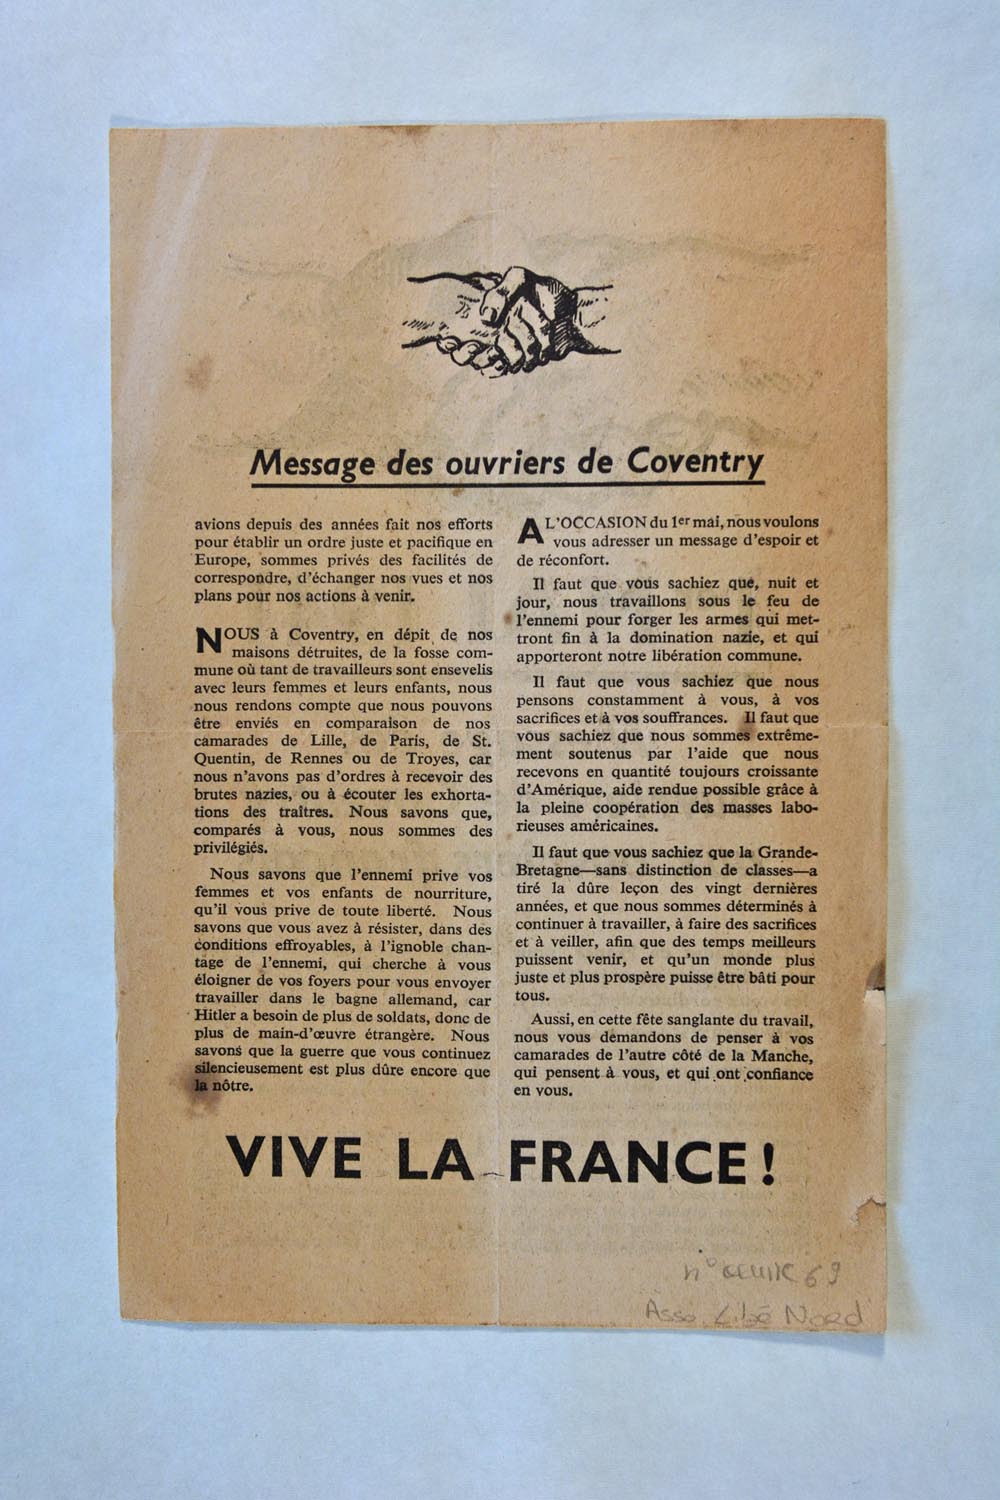 Message des ouvriers de Coventry
avions depuis des années fait nos efforts
pour établir un ordre juste et pacifique en
Europe, sommes privés des facilités de
correspondre, d'échanger nos vues et nos
plans pour nos actions à venir.
NOUS à Coventry, en dépit de nos
maisons détruites, de la fosse com-
mune où tant de travailleurs sont ensevelis
avec leurs femmes et leurs enfants, nous
nous rendons compte que nous pouvons
être enviés en comparaison de nos
camarades de Lille, de Paris, de St.
Quentin, de Rennes ou de Troyes, car
nous n'avons pas d'ordres à recevoir des
brutes nazies, ou à écouter les exhorta-
tions des traîtres. Nous savons que,
comparés à vous, nous sommes des
privilégiés.
Nous savons que l'ennemi prive vos
femmes et vos enfants de nourriture,
qu'il vous prive de toute liberté. Nous
savons que vous avez à résister, dans des
conditions effroyables, à l'ignoble chan-
tage de l'ennemi, qui cherche à vous
éloigner de vos foyers pour vous envoyer
travailler dans le bagne allemand, car
Hitler a besoin de plus de soldats, donc de
plus de main-d'œuvre étrangère. Nous
savons que la guerre que vous continuez
silencieusement est plus dûre encore que
la nôtre.
A L'OCCASION du 1er mai, nous voulons
vous adresser un message d'espoir et
de réconfort.
Il faut que vous sachiez que, nuit et
jour, nous travaillons sous le feu de
l'ennemi pour forger les armes qui met-
tront fin à la domination nazie, et qui
apporteront notre libération commune.
Il faut que vous sachiez que nous
pensons constamment à vous, à vos
sacrifices et à vos souffrances. Il faut que
vous sachiez que nous sommes extrême-
ment soutenus par l'aide que nous
recevons en quantité toujours croissante
d'Amérique, aide rendue possible grâce à
la pleine coopération des masses labo-
rieuses américaines.
Il faut que vous sachiez que la Grande-
Bretagne—sans distinction de classes—a
tiré la dûre leçon des vingt dernières
années, et que nous sommes déterminés à
continuer à travailler, à faire des sacrifices
et à veiller, afin que des temps meilleurs
puissent venir, et qu'un monde plus
juste et plus prospère puisse être bâti pour
tous.
Aussi, en cette fête sanglante du travail,
nous vous demandons de penser à vos
camarades de l'autre côté de la Manche,
qui pensent à vous, et qui ont confiance
en vous.
VIVE LA FRANCE !
n° 69
Asso Libé Nord